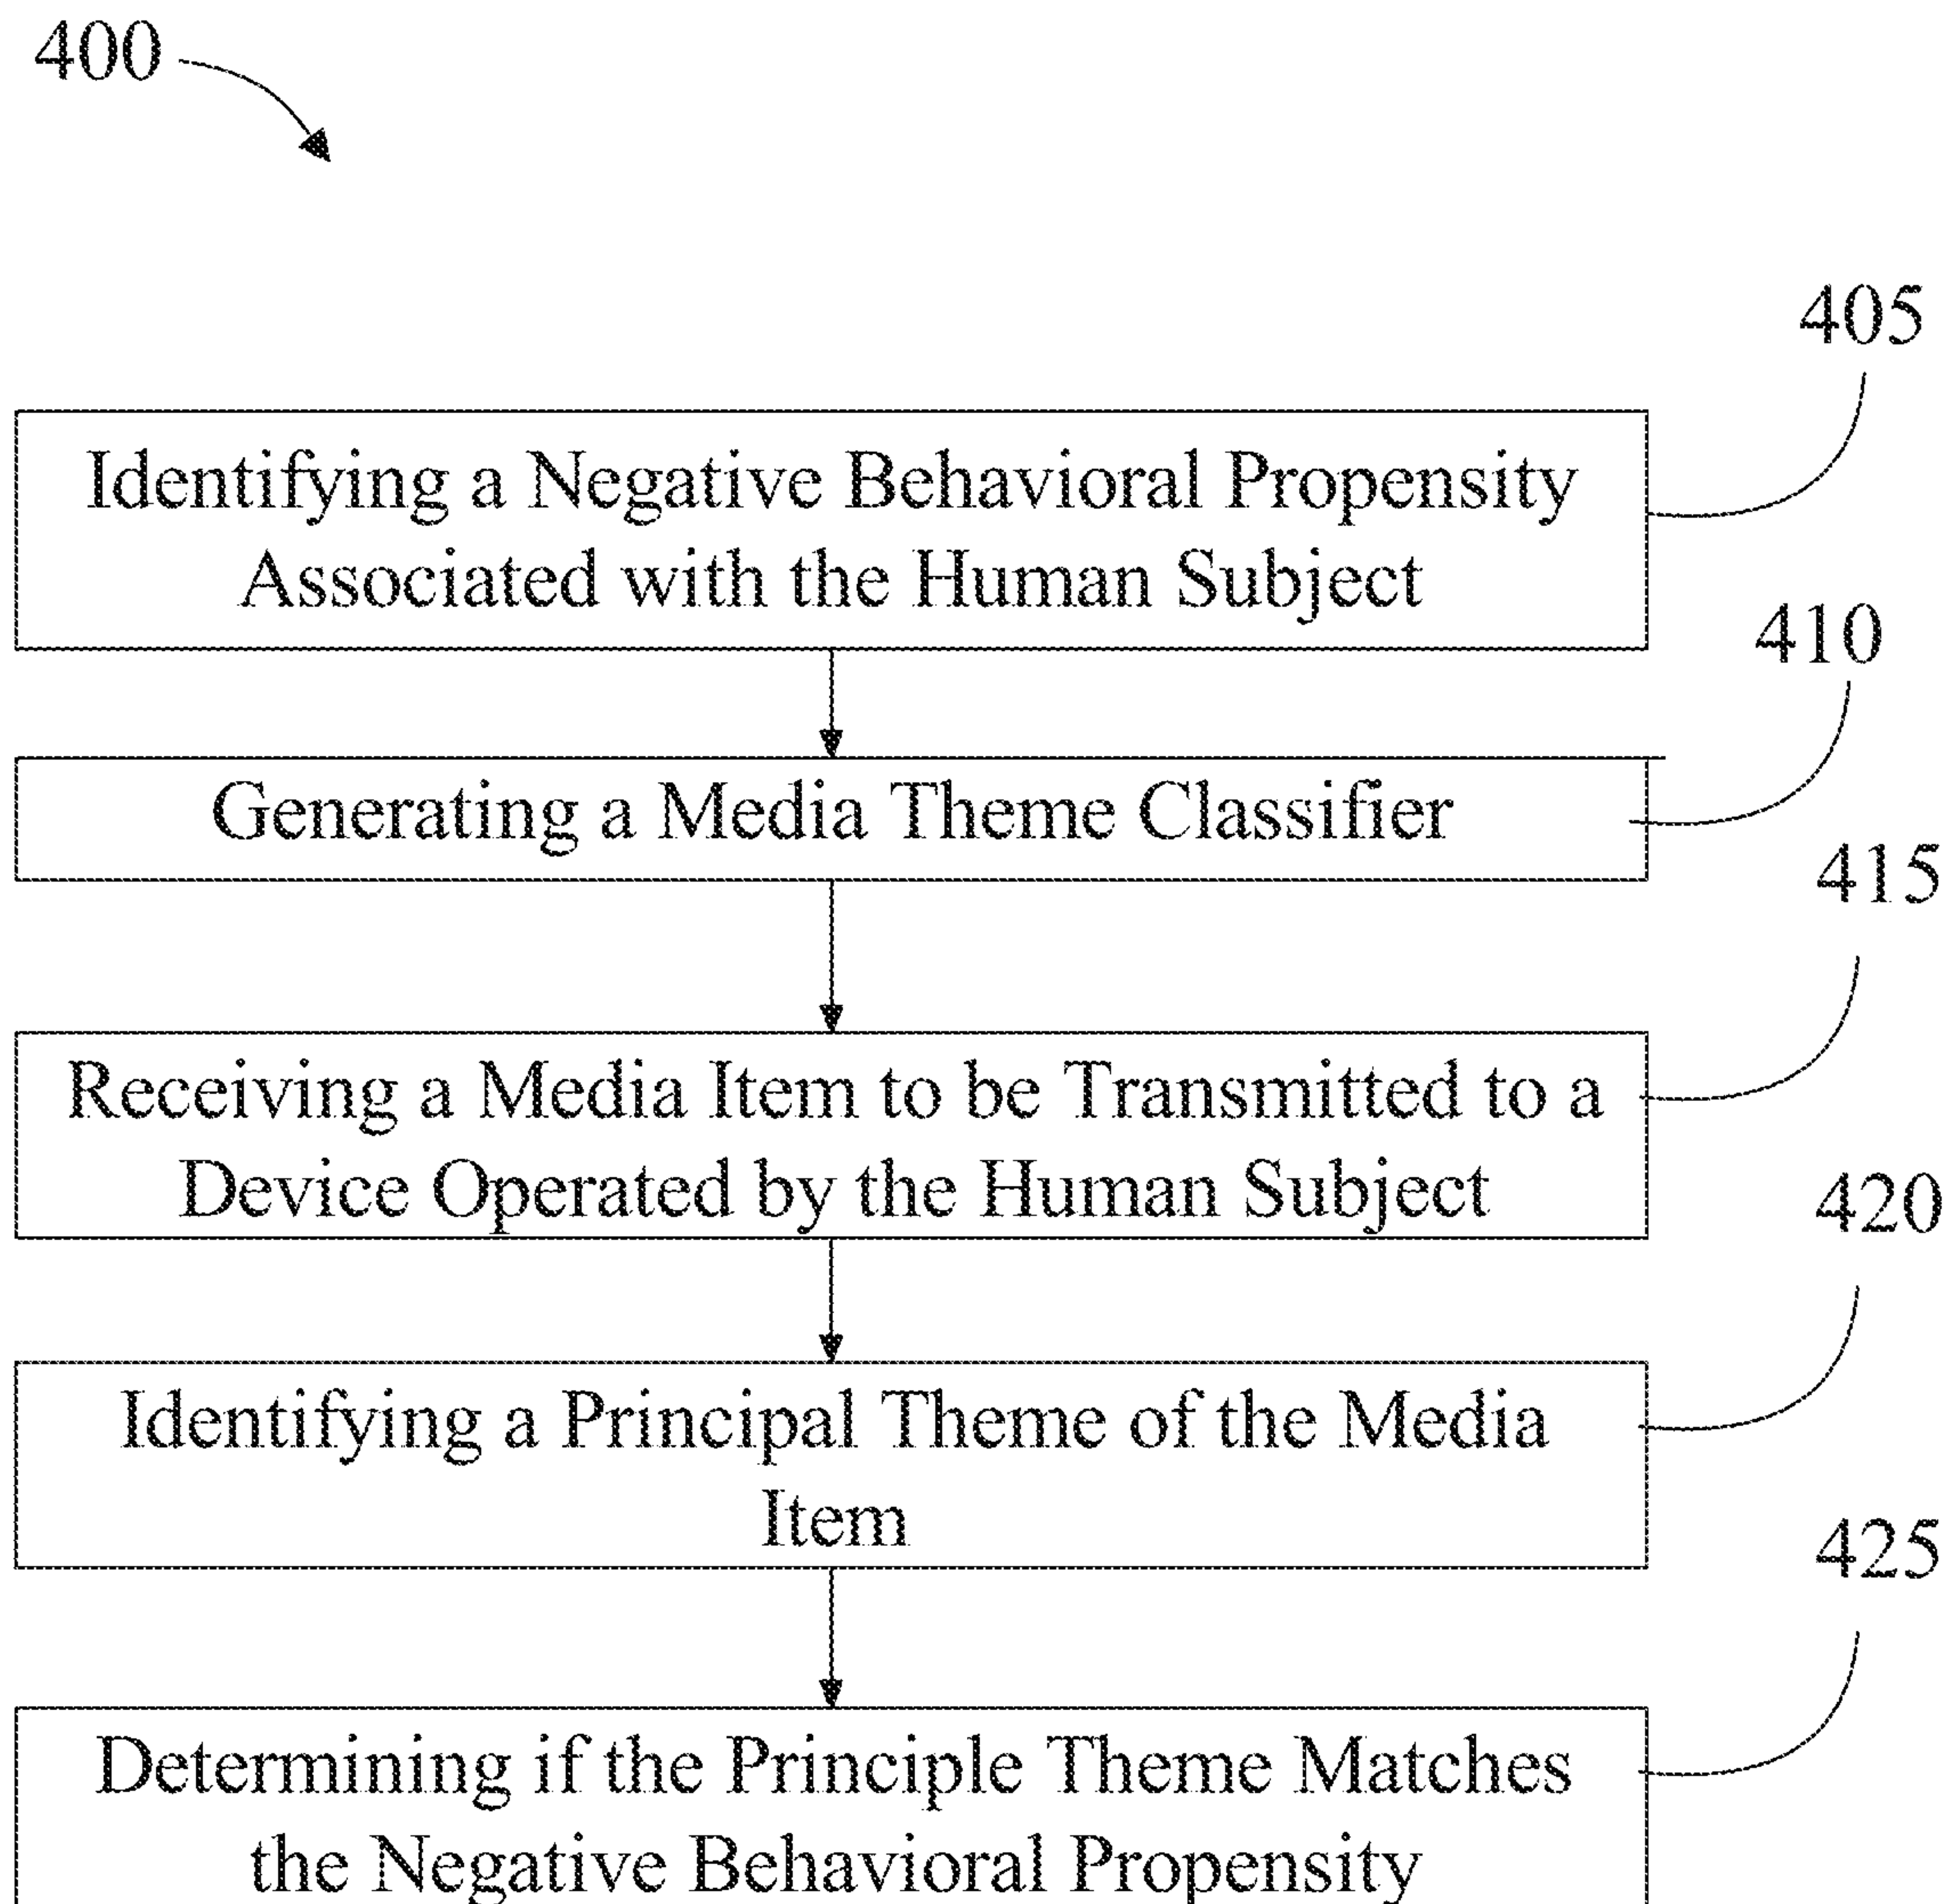 400
405
Identifying a Negative Behavioral Propensity
Associated with the Human Subject
410
Generating a Media Theme Classifier
415
Receiving a Media Item to be Transmitted to a
Device Operated by the Human Subject
420
Identifying a Principal Theme of the Media
Item
425
Determining if the Principle Theme Matches
the Negative Behavioral Propensity